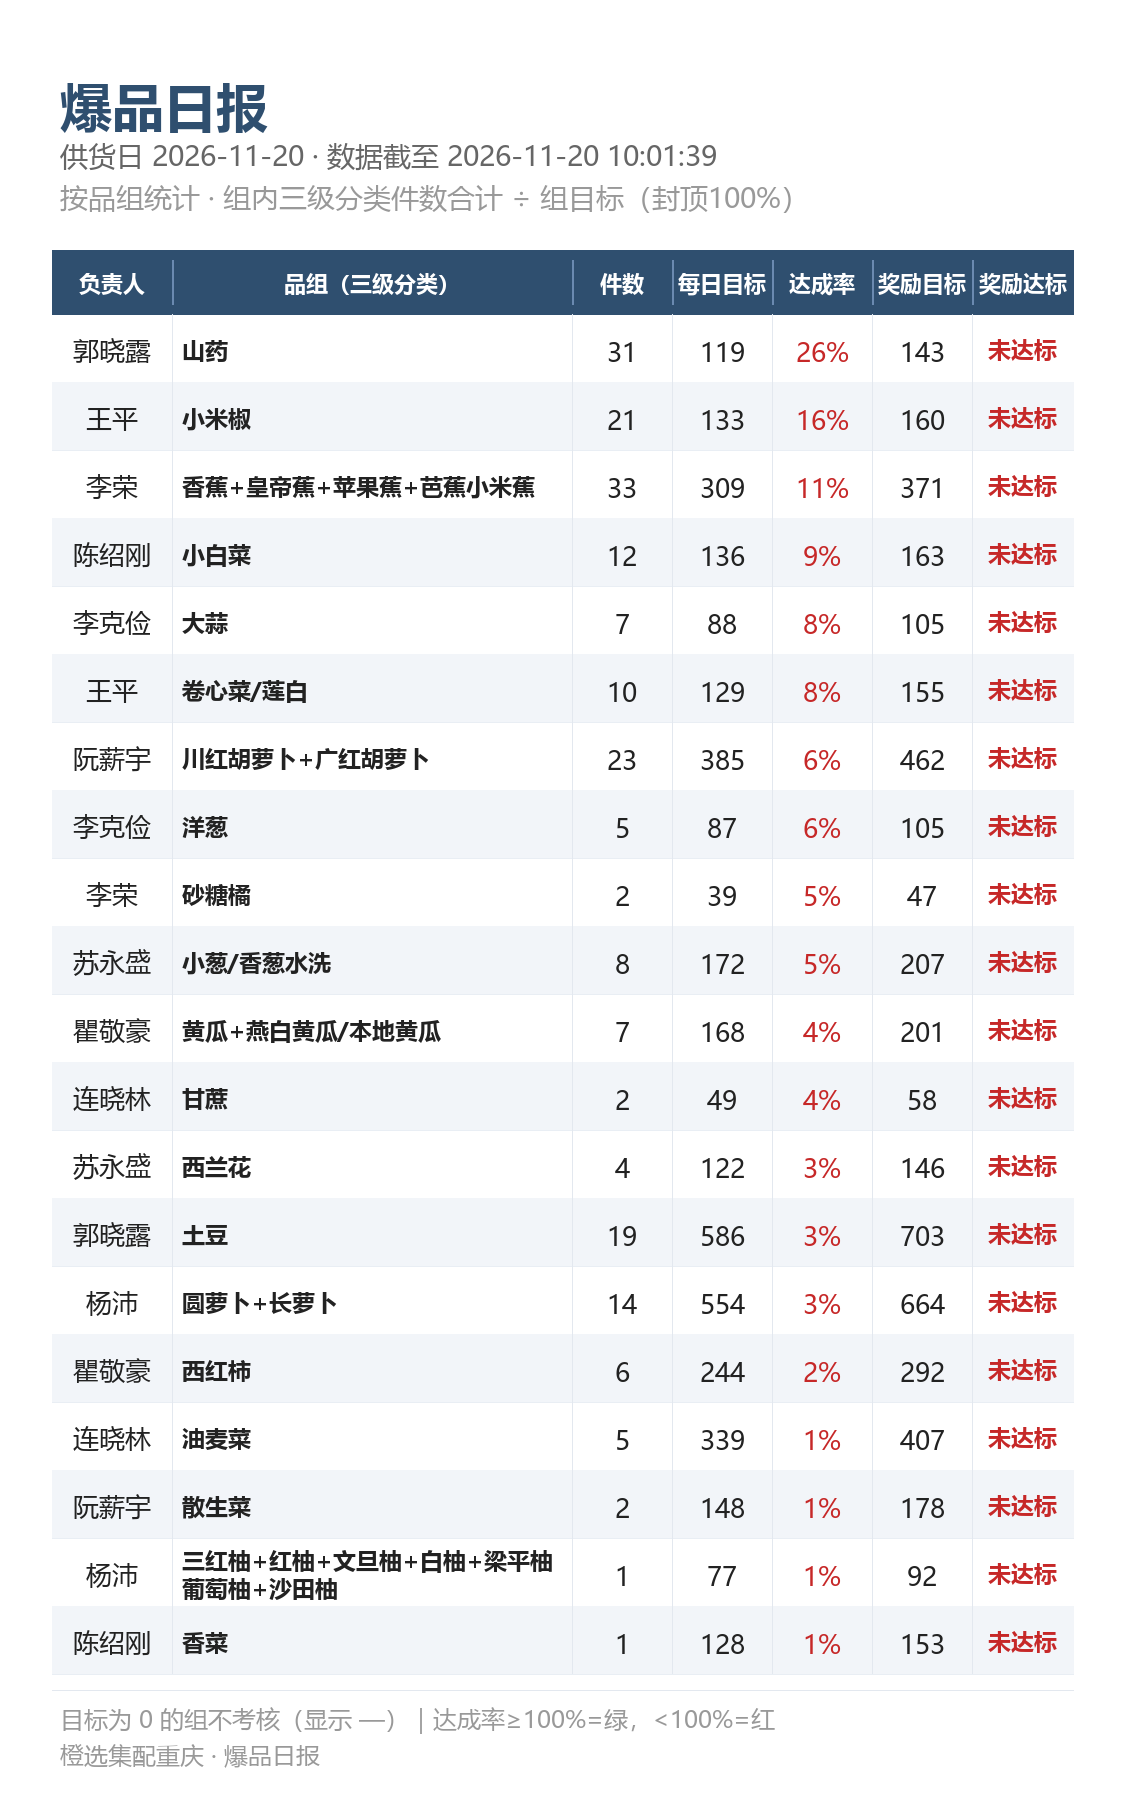 爆品日报
供货日 2026-11-20 · 数据截至 2026-11-20 10:01:39
按品组统计 · 组内三级分类件数合计 ÷ 组目标（封顶100%）
负责人 品组（三级分类） 件数 每日目标 达成率 奖励目标 奖励达标
郭晓露 山药 31 119 26% 143 未达标
王平 小米椒 21 133 16% 160 未达标
李荣 香蕉+皇帝蕉+苹果蕉+芭蕉小米蕉 33 309 11% 371 未达标
陈绍刚 小白菜 12 136 9% 163 未达标
李克俭 大蒜 7 88 8% 105 未达标
王平 卷心菜/莲白 10 129 8% 155 未达标
阮薪宇 川红胡萝卜+广红胡萝卜 23 385 6% 462 未达标
李克俭 洋葱 5 87 6% 105 未达标
李荣 砂糖橘 2 39 5% 47 未达标
苏永盛 小葱/香葱水洗 8 172 5% 207 未达标
瞿敬豪 黄瓜+燕白黄瓜/本地黄瓜 7 168 4% 201 未达标
连晓林 甘蔗 2 49 4% 58 未达标
苏永盛 西兰花 4 122 3% 146 未达标
郭晓露 土豆 19 586 3% 703 未达标
杨沛 圆萝卜+长萝卜 14 554 3% 664 未达标
瞿敬豪 西红柿 6 244 2% 292 未达标
连晓林 油麦菜 5 339 1% 407 未达标
阮薪宇 散生菜 2 148 1% 178 未达标
杨沛 三红柚+红柚+文旦柚+白柚+梁平柚
葡萄柚+沙田柚 1 77 1% 92 未达标
陈绍刚 香菜 1 128 1% 153 未达标
目标为 0 的组不考核（显示 —）｜达成率≥100%=绿，<100%=红
橙选集配重庆 · 爆品日报